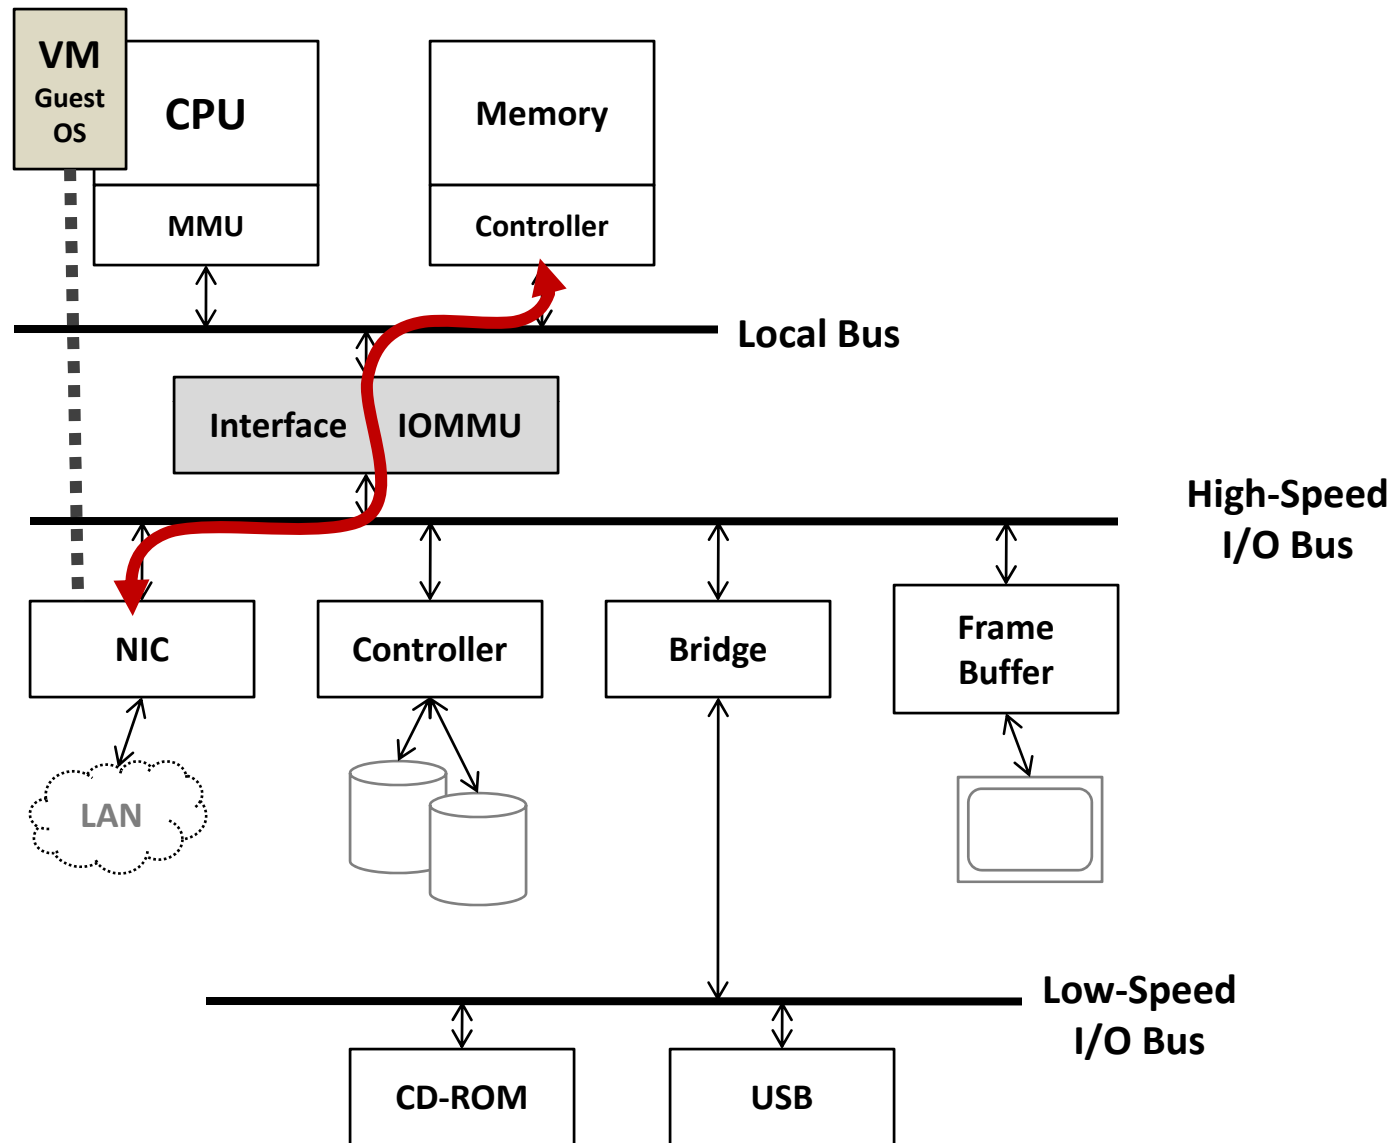 VM
Guest
OS
CPU
Memory
MMU
Controller
Local Bus
Interface
IOMMU
High-Speed
I/O Bus
NIC
Controller
Bridge
Frame
Buffer
LAN
Low-Speed
I/O Bus
CD-ROM
USB